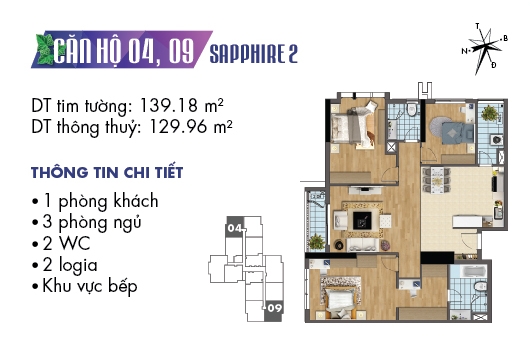 CĂN HỘ 04, 09 SAPPHIRE 2
DT tim tường: 139.18 m²
DT thông thuỷ: 129.96 m²
THÔNG TIN CHI TIẾT
• 1 phòng khách
• 3 phòng ngủ
• 2 WC
• 2 logia
• Khu vực bếp
04
09
T
B
N
Đ